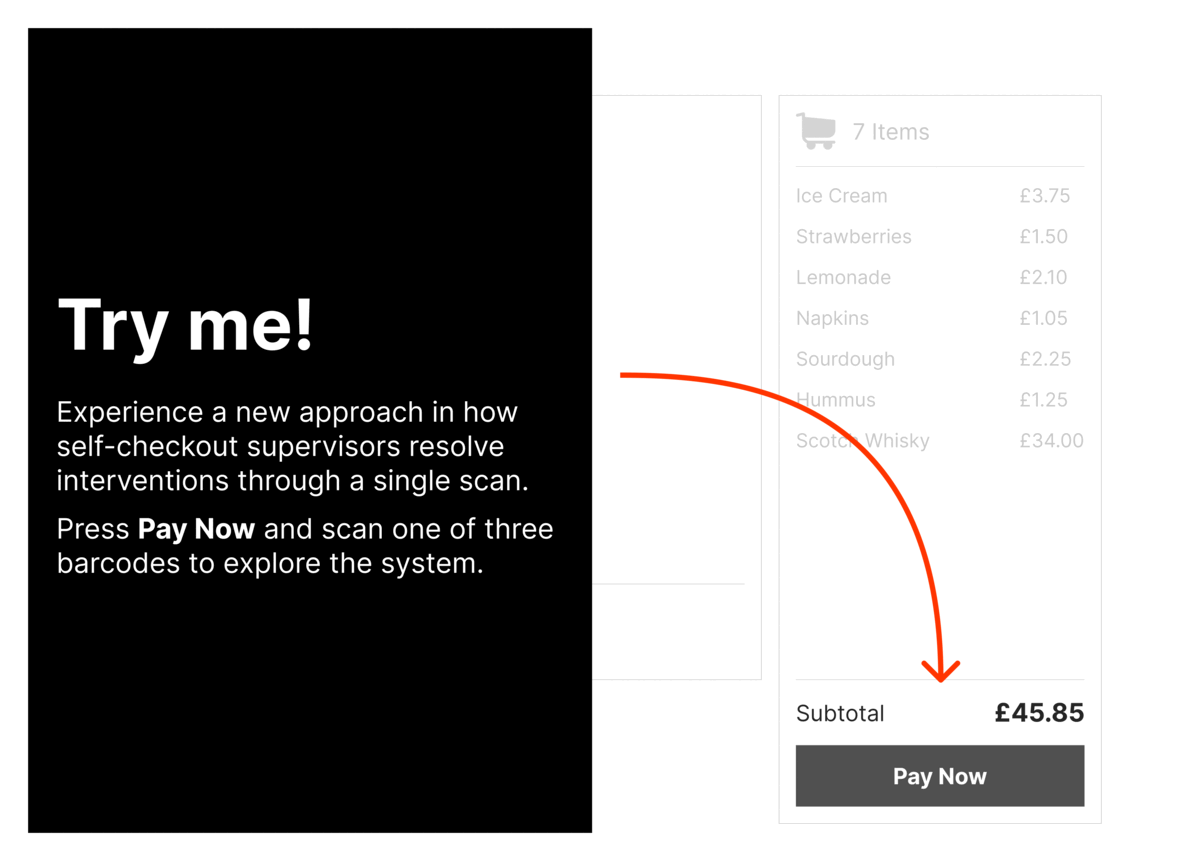 Try me!
Experience a new approach in how
self-checkout supervisors resolve
interventions through a single scan.
Press Pay Now and scan one of three
barcodes to explore the system.
7 Items
Ice Cream £3.75
Strawberries £1.50
Lemonade £2.10
Napkins £1.05
Sourdough £2.25
Hummus £1.25
Scotch Whisky £34.00
Subtotal £45.85
Pay Now